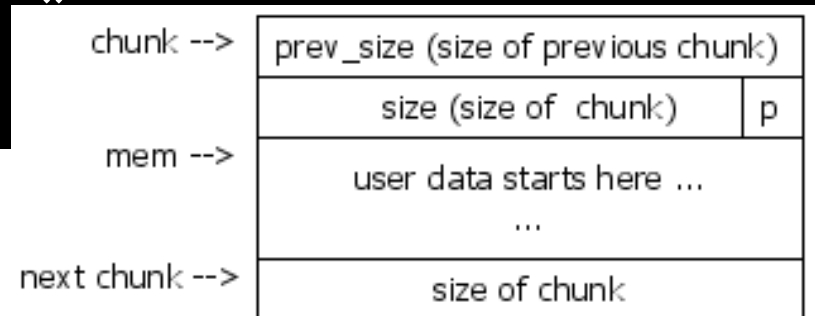 chunk --> prev_size (size of previous chunk)
size (size of chunk) p
mem -->
user data starts here ...
...
next chunk --> size of chunk